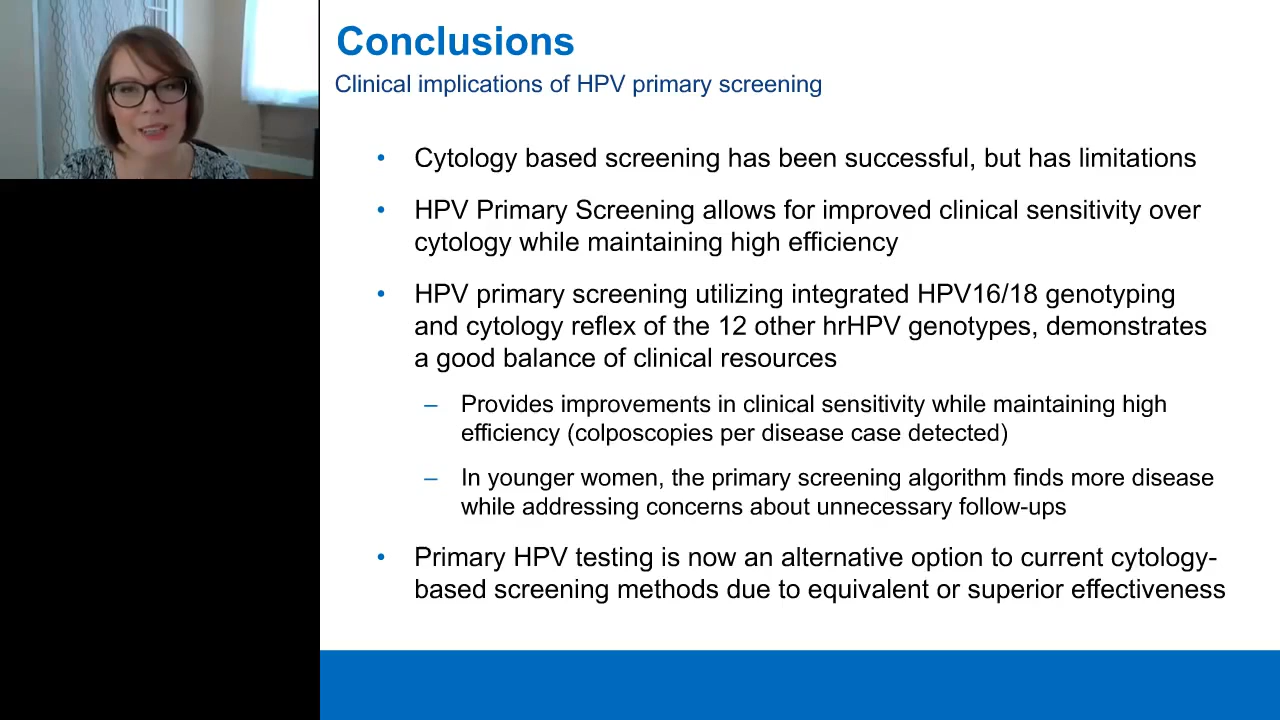 Conclusions
Clinical implications of HPV primary screening
• Cytology based screening has been successful, but has limitations
• HPV Primary Screening allows for improved clinical sensitivity over
cytology while maintaining high efficiency
• HPV primary screening utilizing integrated HPV16/18 genotyping
and cytology reflex of the 12 other hrHPV genotypes, demonstrates
a good balance of clinical resources
– Provides improvements in clinical sensitivity while maintaining high
efficiency (colposcopies per disease case detected)
– In younger women, the primary screening algorithm finds more disease
while addressing concerns about unnecessary follow-ups
• Primary HPV testing is now an alternative option to current cytology-
based screening methods due to equivalent or superior effectiveness